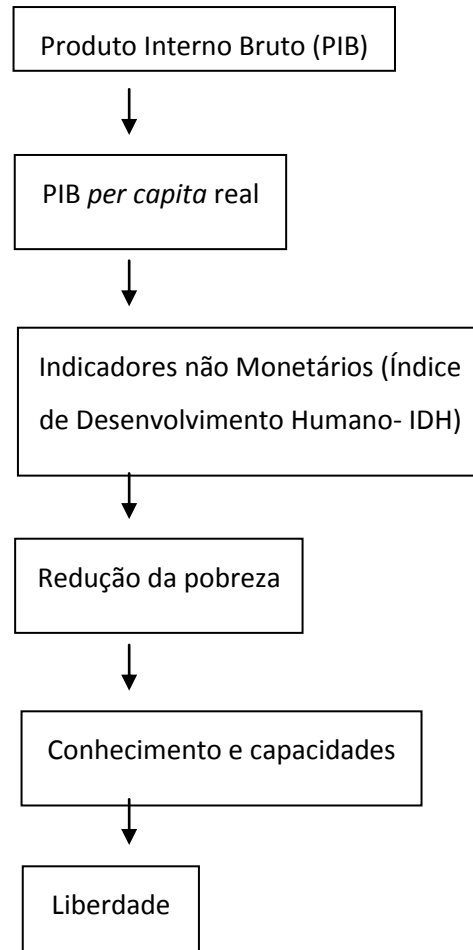 Produto Interno Bruto (PIB)
PIB per capita real
Indicadores não Monetários (Índice
de Desenvolvimento Humano- IDH)
Redução da pobreza
Conhecimento e capacidades
Liberdade